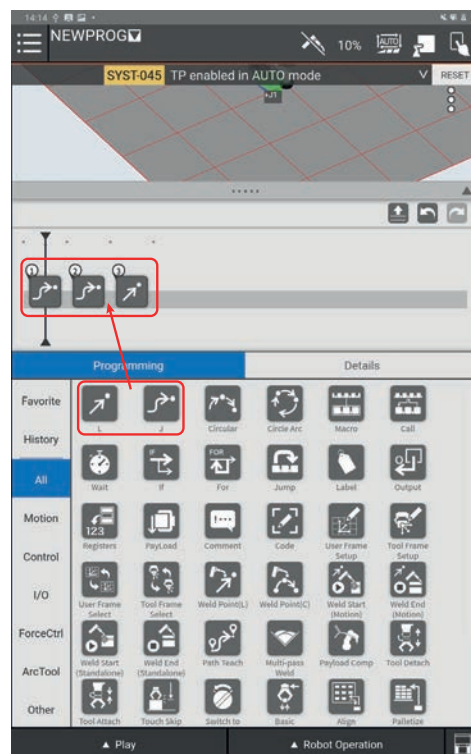 14:14
NEWPROG
AUTO
10%
SYST-045 TP enabled in AUTO mode
RESET
+J1
1 2 3
Programming Details
Favorite
History
All
Motion
Control
I/O
ForceCtrl
ArcTool
Other
L J Circular Circle Arc Macro Call
IF FOR
Wait If For Jump Label Output
123
Registers PayLoad Comment Code User Frame Setup Tool Frame Setup
User Frame Select Tool Frame Select Weld Point(L) Weld Point(C) Weld Start (Motion) Weld End (Motion)
Weld Start (Standalone) Weld End (Standalone) Path Teach Multi-pass Weld Payload Comp Tool Detach
Tool Attach Touch Skip Switch to Basic Align Palletize
Play Robot Operation